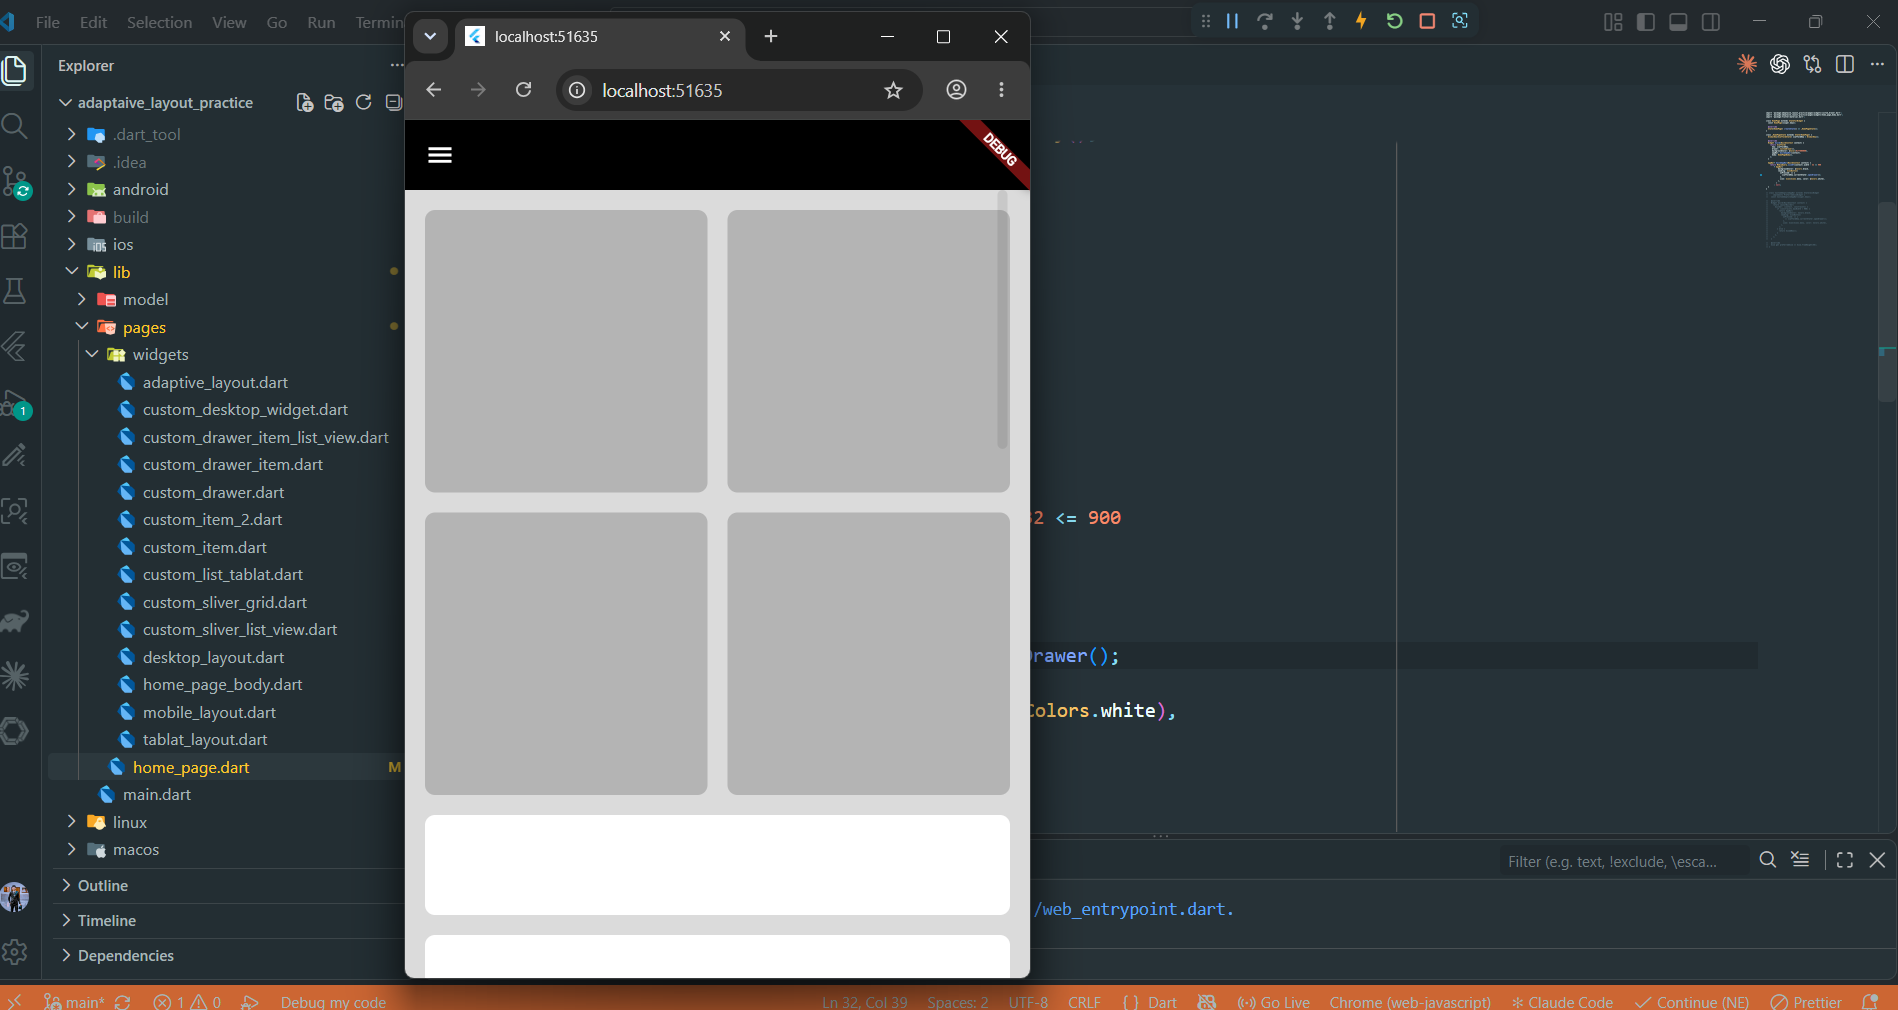 File Edit Selection View Go Run Termin
localhost:51635
localhost:51635
Explorer
adaptaive_layout_practice
.dart_tool
.idea
android
build
ios
lib
model
pages
widgets
adaptive_layout.dart
custom_desktop_widget.dart
custom_drawer_item_list_view.dart
custom_drawer_item.dart
custom_drawer.dart
custom_item_2.dart
custom_item.dart
custom_list_tablat.dart
custom_sliver_grid.dart
custom_sliver_list_view.dart
desktop_layout.dart
home_page_body.dart
mobile_layout.dart
tablat_layout.dart
home_page.dart M
main.dart
linux
macos
Outline
Timeline
Dependencies
1
DEBUG
32 <= 900
Drawer();
Colors.white),
Filter (e.g. text, !exclude, \esca...
/web_entrypoint.dart.
main* 1 0 Debug my code Ln 32, Col 39 Spaces: 2 UTF-8 CRLF {} Dart Go Live Chrome (web-javascript) Claude Code Continue (NE) Prettier